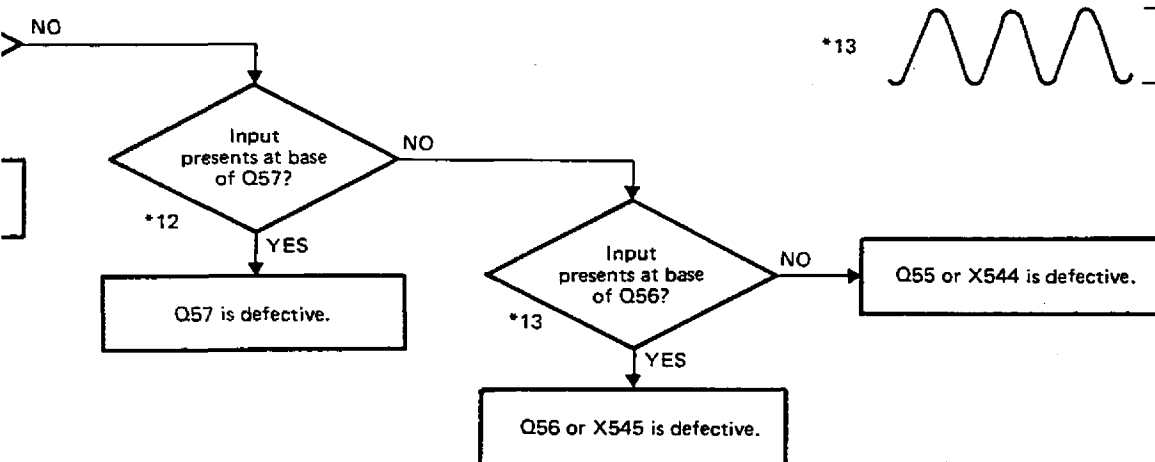 NO
*13
Input
presents at base
of Q57?
NO
*12
YES
Q57 is defective.
Input
presents at base
of Q56?
NO
*13
YES
Q55 or X544 is defective.
Q56 or X545 is defective.